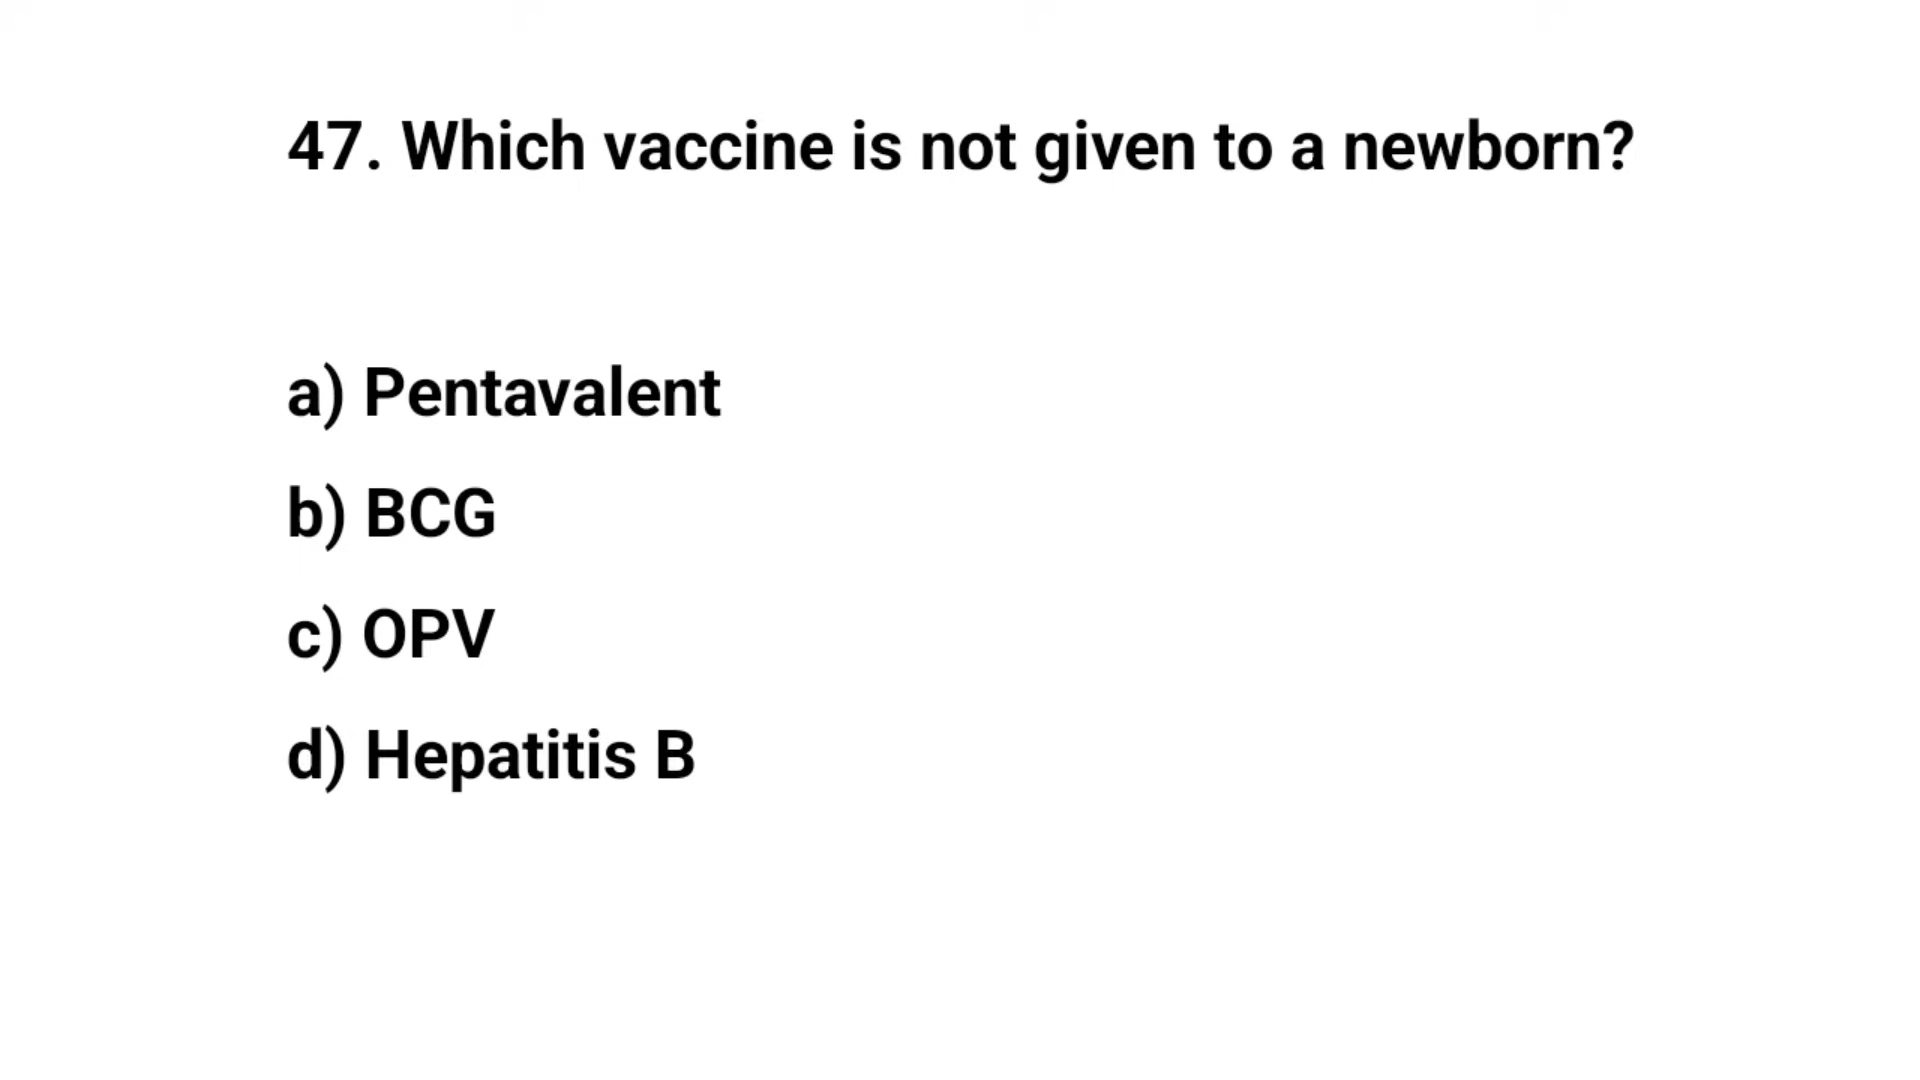 47. Which vaccine is not given to a newborn?
a) Pentavalent
b) BCG
c) OPV
d) Hepatitis B